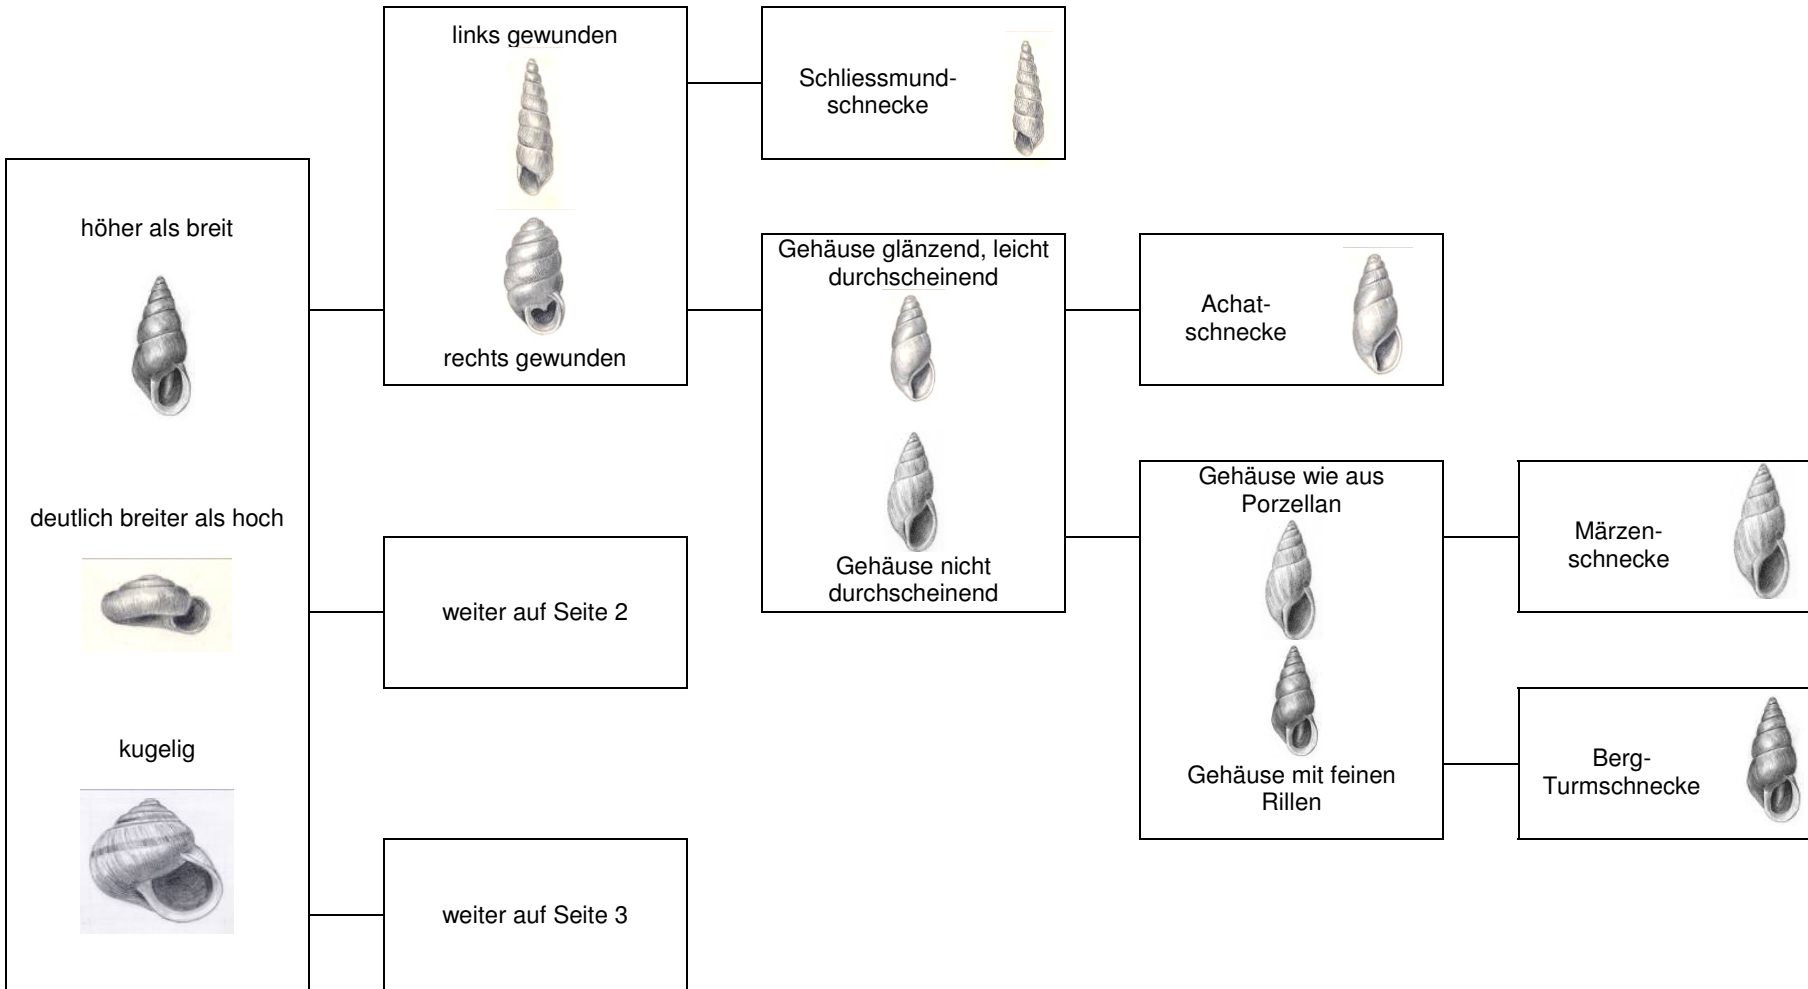 höher als breit
deutlich breiter als hoch
kugelig
links gewunden
rechts gewunden
weiter auf Seite 2
weiter auf Seite 3
Schliessmund-
schnecke
Gehäuse glänzend, leicht
durchscheinend
Gehäuse nicht
durchscheinend
Achat-
schnecke
Gehäuse wie aus
Porzellan
Gehäuse mit feinen
Rillen
Märzen-
schnecke
Berg-
Turmschnecke